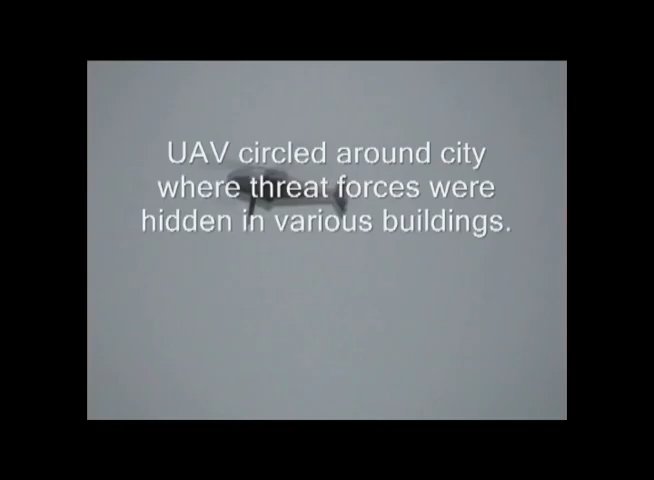 UAV circled around city
where threat forces were
hidden in various buildings.